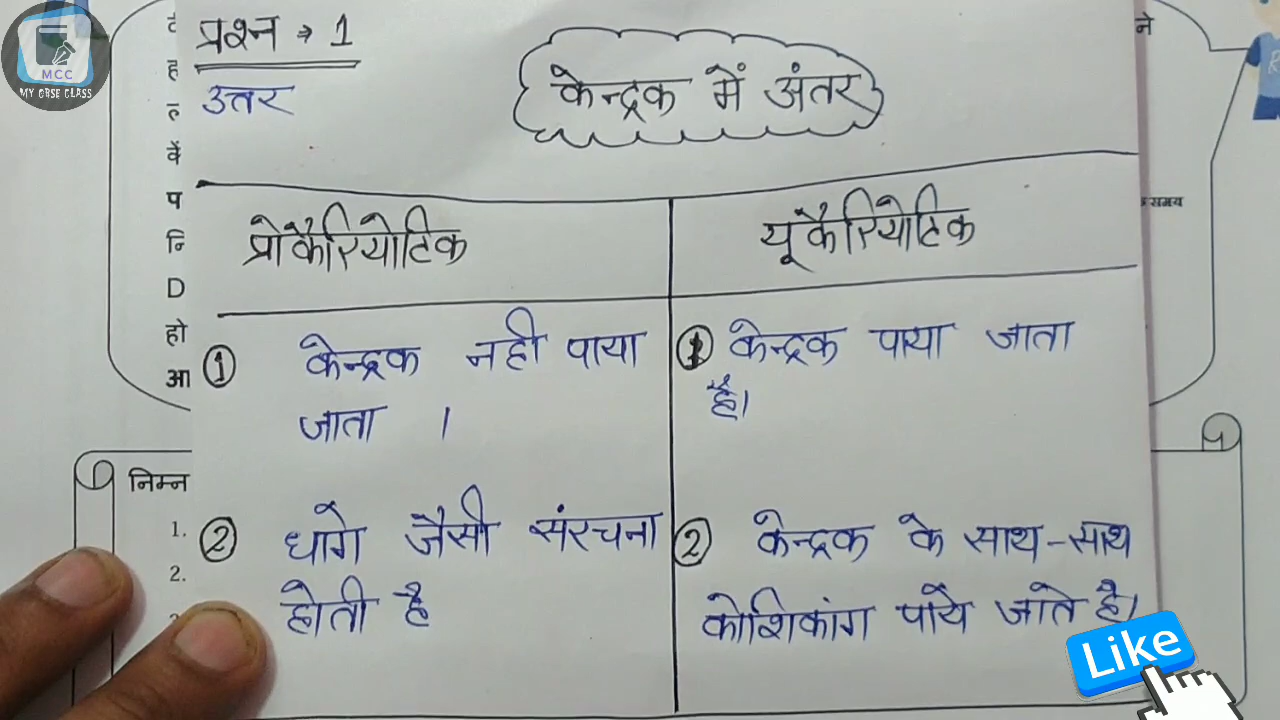 MCC
MY CBSE CLASS
प्रश्न → 1
उत्तर
केन्द्रक में अंतर
ने
समय
ह
वें
प
नि
D
हो
आ
प्रोकैरियोटिक
यूकैरियोटिक
① केन्द्रक नही पाया
जाता ।
① केन्द्रक पाया जाता
है।
निम्न
1.
2.
② धागे जैसी संरचना
होती है
② केन्द्रक के साथ-साथ
कोशिकांग पाये जाते है।
Like